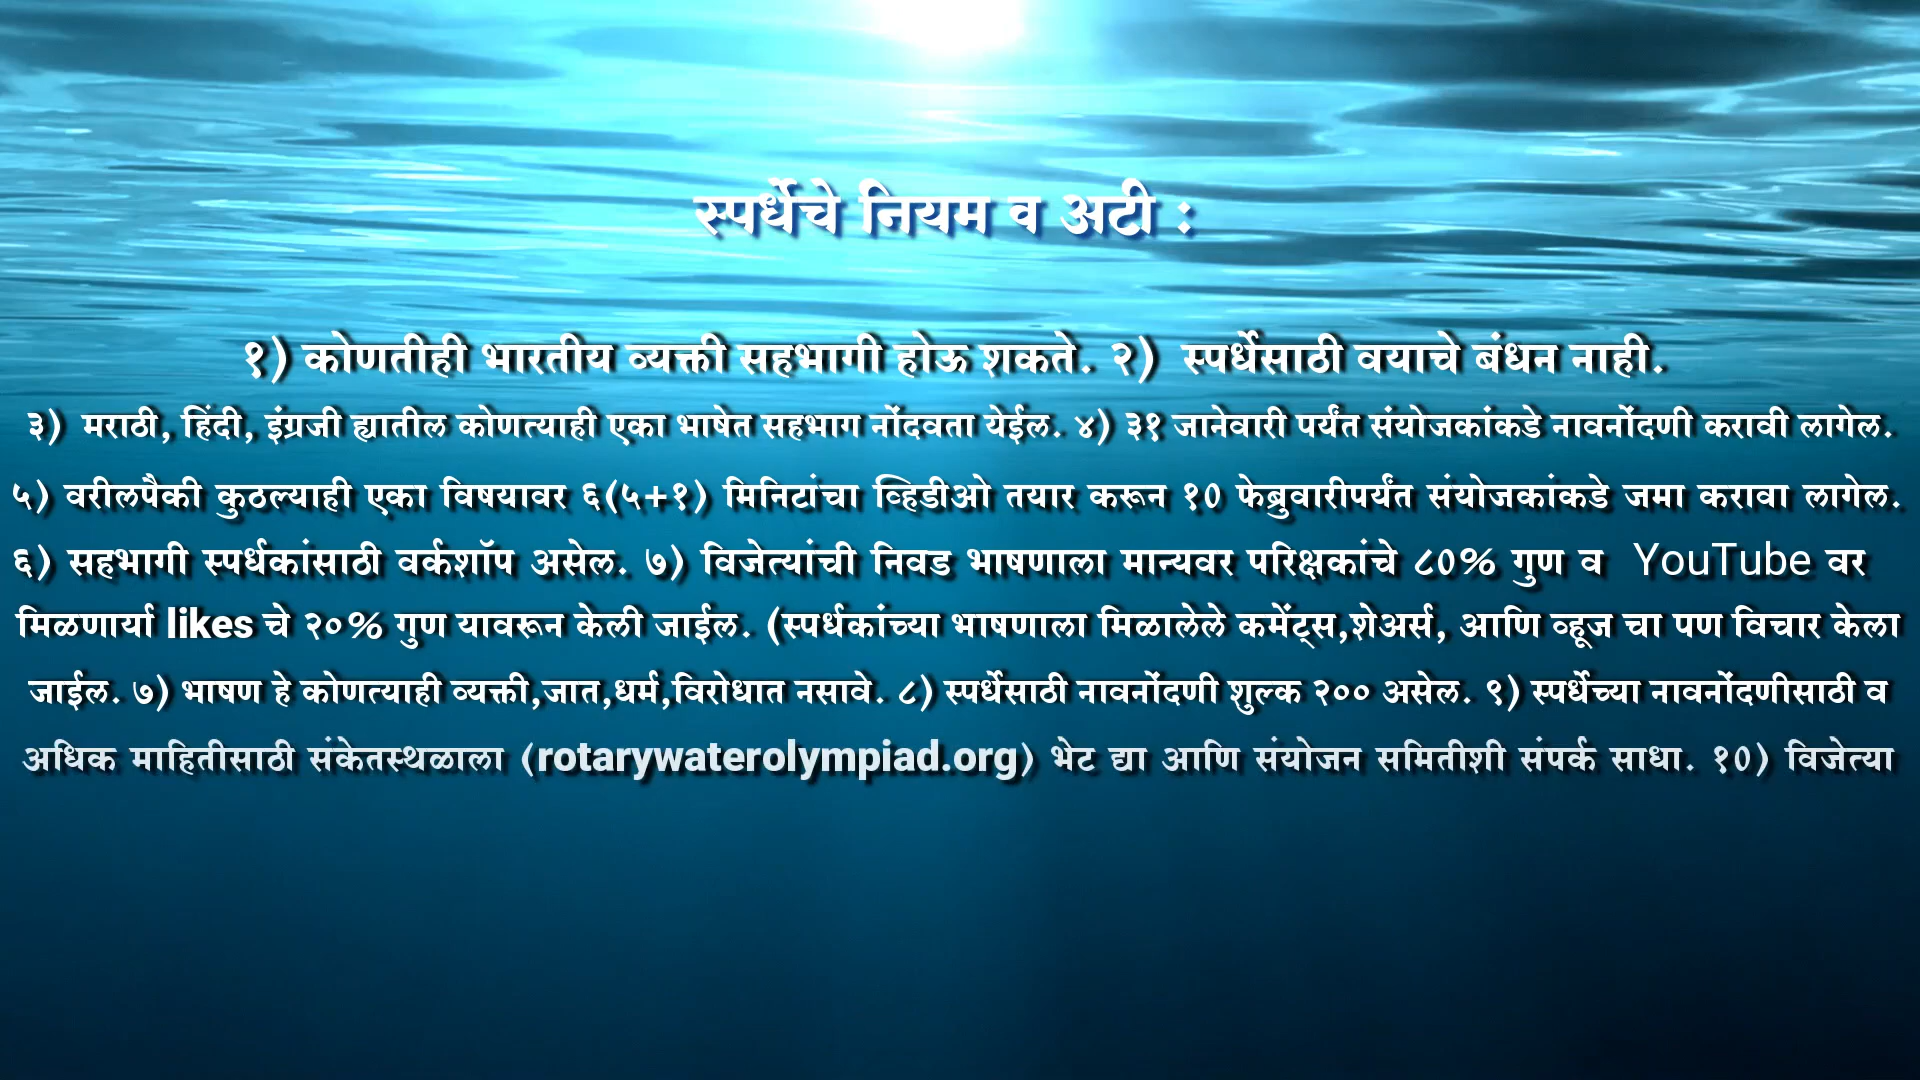 स्पर्धेचे नियम व अटी :
१) कोणतीही भारतीय व्यक्ती सहभागी होऊ शकते. २) स्पर्धेसाठी वयाचे बंधन नाही.
३) मराठी, हिंदी, इंग्रजी ह्यातील कोणत्याही एका भाषेत सहभाग नोंदवता येईल. ४) ३१ जानेवारी पर्यंत संयोजकांकडे नावनोंदणी करावी लागेल.
५) वरीलपैकी कुठल्याही एका विषयावर ६(५+१) मिनिटांचा व्हिडीओ तयार करून १० फेब्रुवारीपर्यंत संयोजकांकडे जमा करावा लागेल.
६) सहभागी स्पर्धकांसाठी वर्कशॉप असेल. ७) विजेत्यांची निवड भाषणाला मान्यवर परिक्षकांचे ८०% गुण व YouTube वर
मिळणार्या likes चे २०% गुण यावरून केली जाईल. (स्पर्धकांच्या भाषणाला मिळालेले कमेंट्स,शेअर्स, आणि व्हूज चा पण विचार केला
जाईल. ७) भाषण हे कोणत्याही व्यक्ती,जात,धर्म,विरोधात नसावे. ८) स्पर्धेसाठी नावनोंदणी शुल्क २०० असेल. ९) स्पर्धेच्या नावनोंदणीसाठी व
अधिक माहितीसाठी संकेतस्थळाला (rotarywaterolympiad.org) भेट द्या आणि संयोजन समितीशी संपर्क साधा. १०) विजेत्या